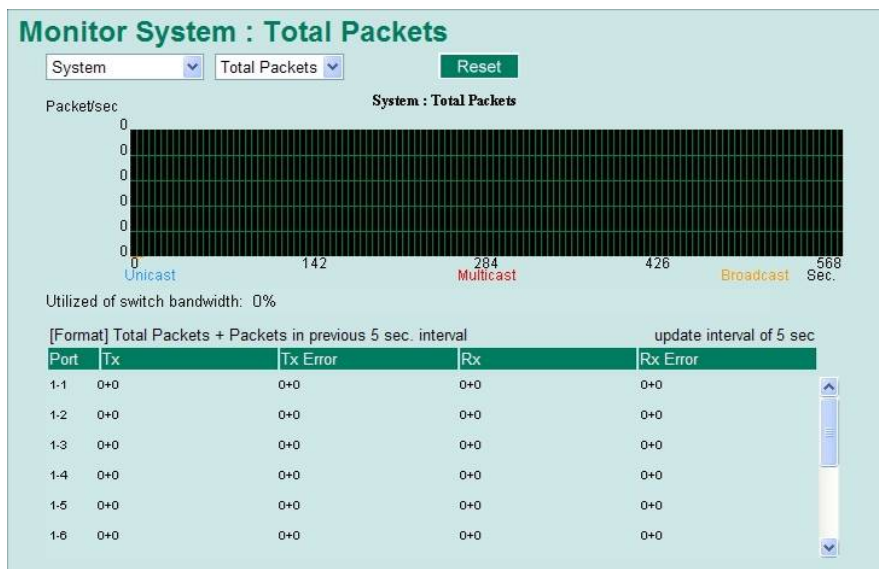 Monitor System : Total Packets
System Total Packets Reset
Packet/sec System : Total Packets
0
0
0
0
0
0
0 142 284 426 568
Unicast Multicast Broadcast Sec.
Utilized of switch bandwidth: 0%
[Format] Total Packets + Packets in previous 5 sec. interval update interval of 5 sec
Port Tx Tx Error Rx Rx Error
1-1 0+0 0+0 0+0 0+0
1-2 0+0 0+0 0+0 0+0
1-3 0+0 0+0 0+0 0+0
1-4 0+0 0+0 0+0 0+0
1-5 0+0 0+0 0+0 0+0
1-6 0+0 0+0 0+0 0+0